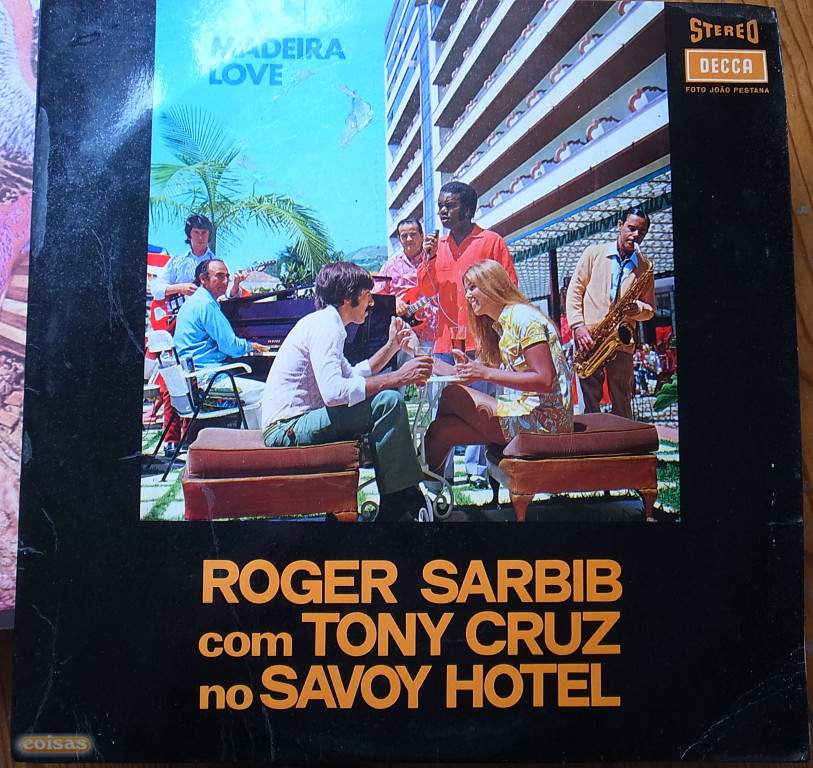 MADEIRA
LOVE
STEREO
DECCA
FOTO JOÃO PESTANA
ROGER SARBIB
com TONY CRUZ
no SAVOY HOTEL
coisas